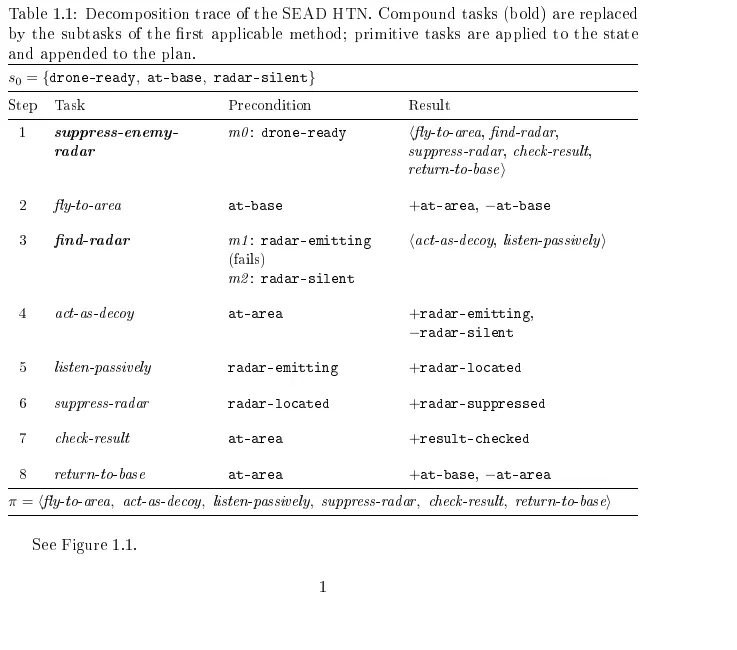 Table 1.1: Decomposition trace of the SEAD HTN. Compound tasks (bold) are replaced
by the subtasks of the first applicable method; primitive tasks are applied to the state
and appended to the plan.
s₀ = {drone-ready, at-base, radar-silent}
Step Task Precondition Result
1 suppress-enemy- m0: drone-ready ⟨fly-to-area, find-radar,
radar suppress-radar, check-result,
return-to-base⟩
2 fly-to-area at-base +at-area, −at-base
3 find-radar m1: radar-emitting ⟨act-as-decoy, listen-passively⟩
(fails)
m2: radar-silent
4 act-as-decoy at-area +radar-emitting,
−radar-silent
5 listen-passively radar-emitting +radar-located
6 suppress-radar radar-located +radar-suppressed
7 check-result at-area +result-checked
8 return-to-base at-area +at-base, −at-area
π = ⟨fly-to-area, act-as-decoy, listen-passively, suppress-radar, check-result, return-to-base⟩
See Figure 1.1.
1